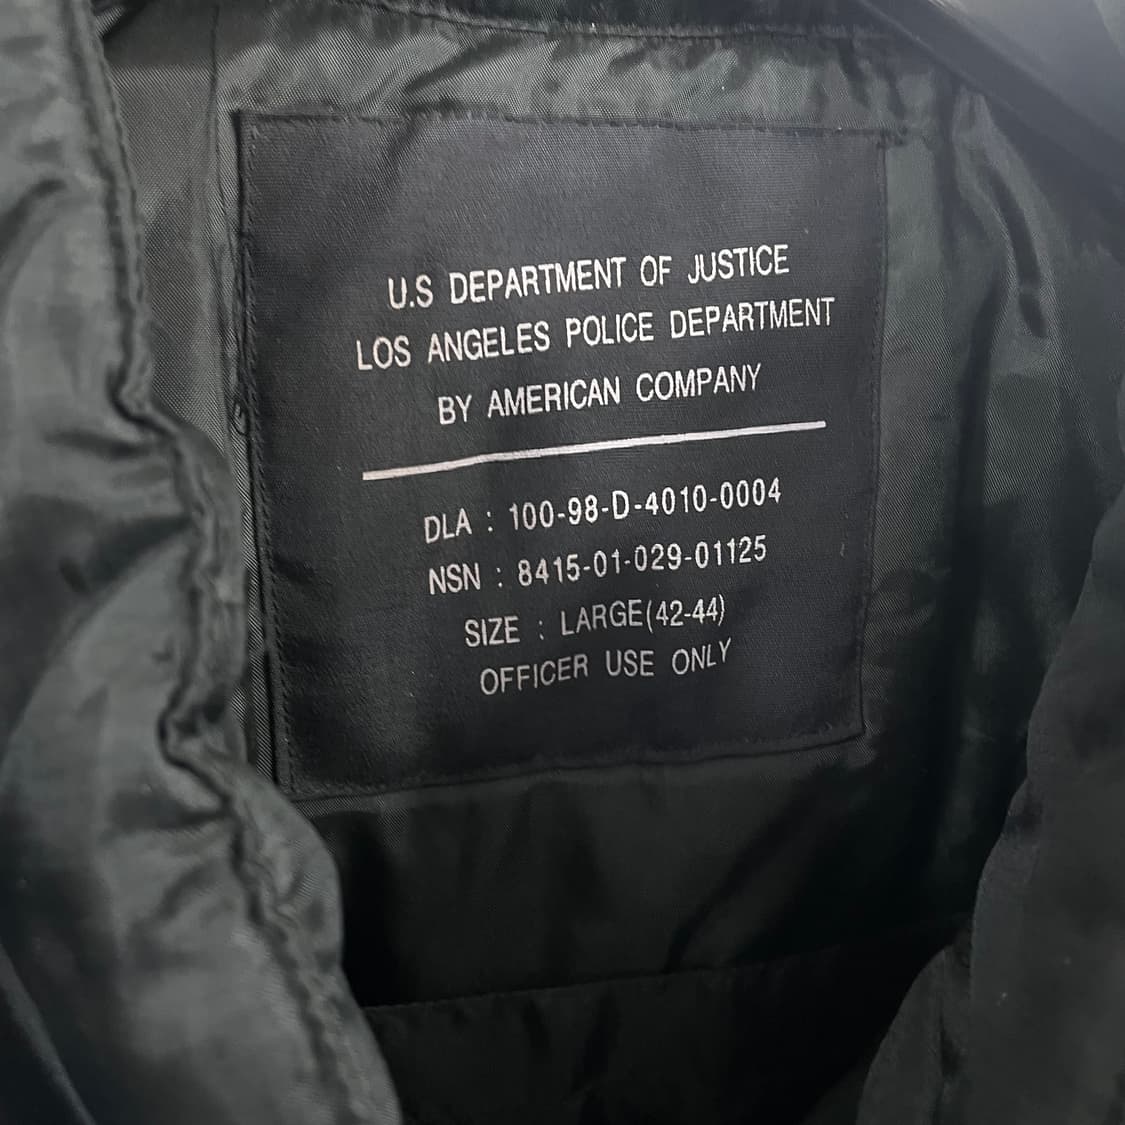 U.S DEPARTMENT OF JUSTICE
LOS ANGELES POLICE DEPARTMENT
BY AMERICAN COMPANY
DLA : 100-98-D-4010-0004
NSN : 8415-01-029-01125
SIZE : LARGE(42-44)
OFFICER USE ONLY